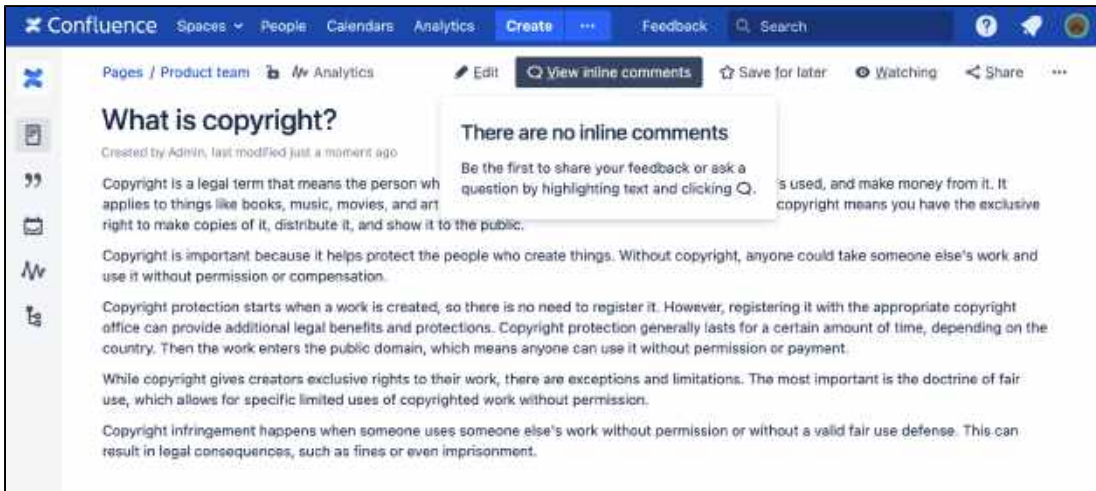 Confluence Spaces People Calendars Analytics Create ··· Feedback Search
Pages / Product team Analytics Edit View inline comments Save for later Watching Share ···
What is copyright?
Created by Admin, last modified just a moment ago
There are no inline comments
Be the first to share your feedback or ask a
question by highlighting text and clicking
Copyright is a legal term that means the person wh 's used, and make money from it. It
applies to things like books, music, movies, and art copyright means you have the exclusive
right to make copies of it, distribute it, and show it to the public.
Copyright is important because it helps protect the people who create things. Without copyright, anyone could take someone else's work and
use it without permission or compensation.
Copyright protection starts when a work is created, so there is no need to register it. However, registering it with the appropriate copyright
office can provide additional legal benefits and protections. Copyright protection generally lasts for a certain amount of time, depending on the
country. Then the work enters the public domain, which means anyone can use it without permission or payment.
While copyright gives creators exclusive rights to their work, there are exceptions and limitations. The most important is the doctrine of fair
use, which allows for specific limited uses of copyrighted work without permission.
Copyright infringement happens when someone uses someone else's work without permission or without a valid fair use defense. This can
result in legal consequences, such as fines or even imprisonment.